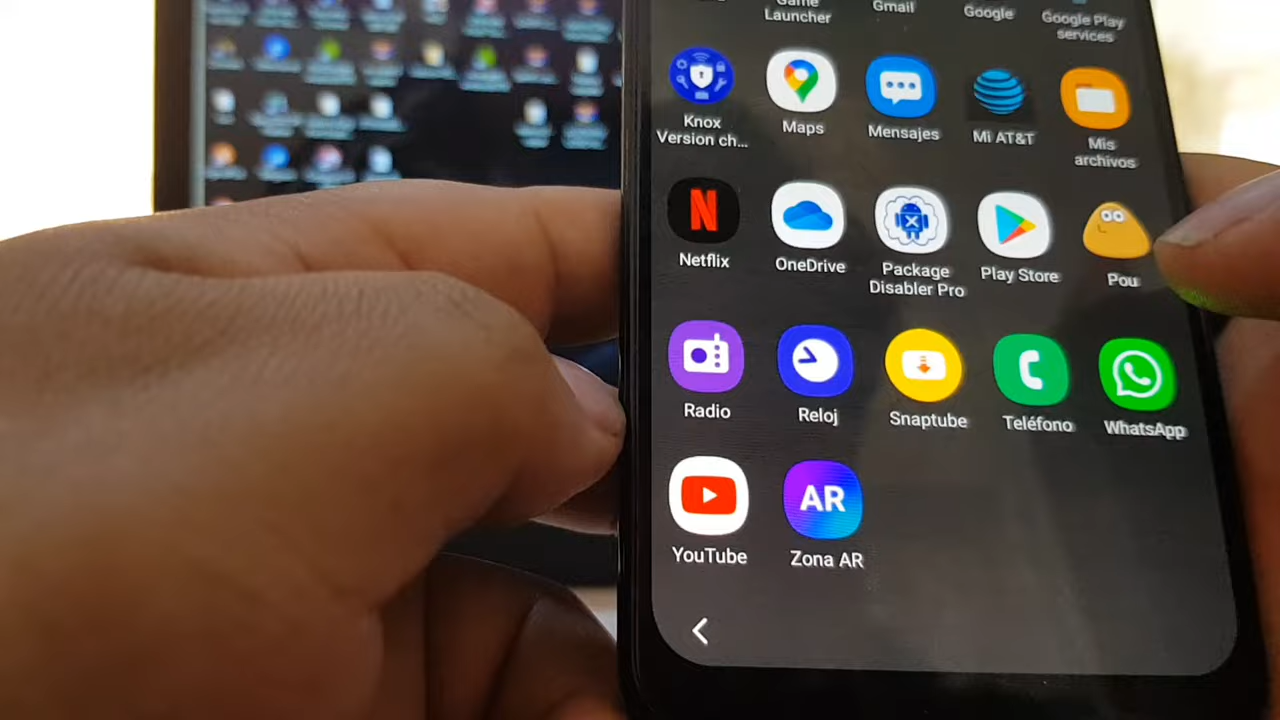 Game
Launcher
Gmail
Google
Google Play
services
Knox
Version ch...
Maps
Mensajes
Mi AT&T
Mis
archivos
N
Netflix
OneDrive
Package
Disabler Pro
Play Store
Pou
Radio
Reloj
Snaptube
Teléfono
WhatsApp
YouTube
AR
Zona AR